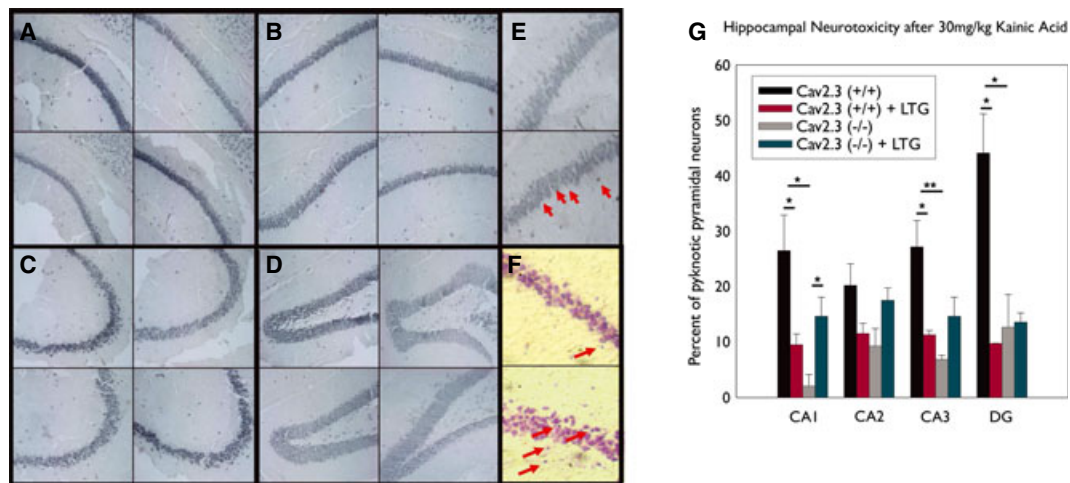 A
B
E
C
D
F
G
Hippocampal Neurotoxicity after 30mg/kg Kainic Acid
Percent of pyknotic pyramidal neurons
60
50
40
30
20
10
0
Cav2.3 (+/+)
Cav2.3 (+/+) + LTG
Cav2.3 (-/-)
Cav2.3 (-/-) + LTG
*
*
*
*
**
*
*
*
CA1
CA2
CA3
DG